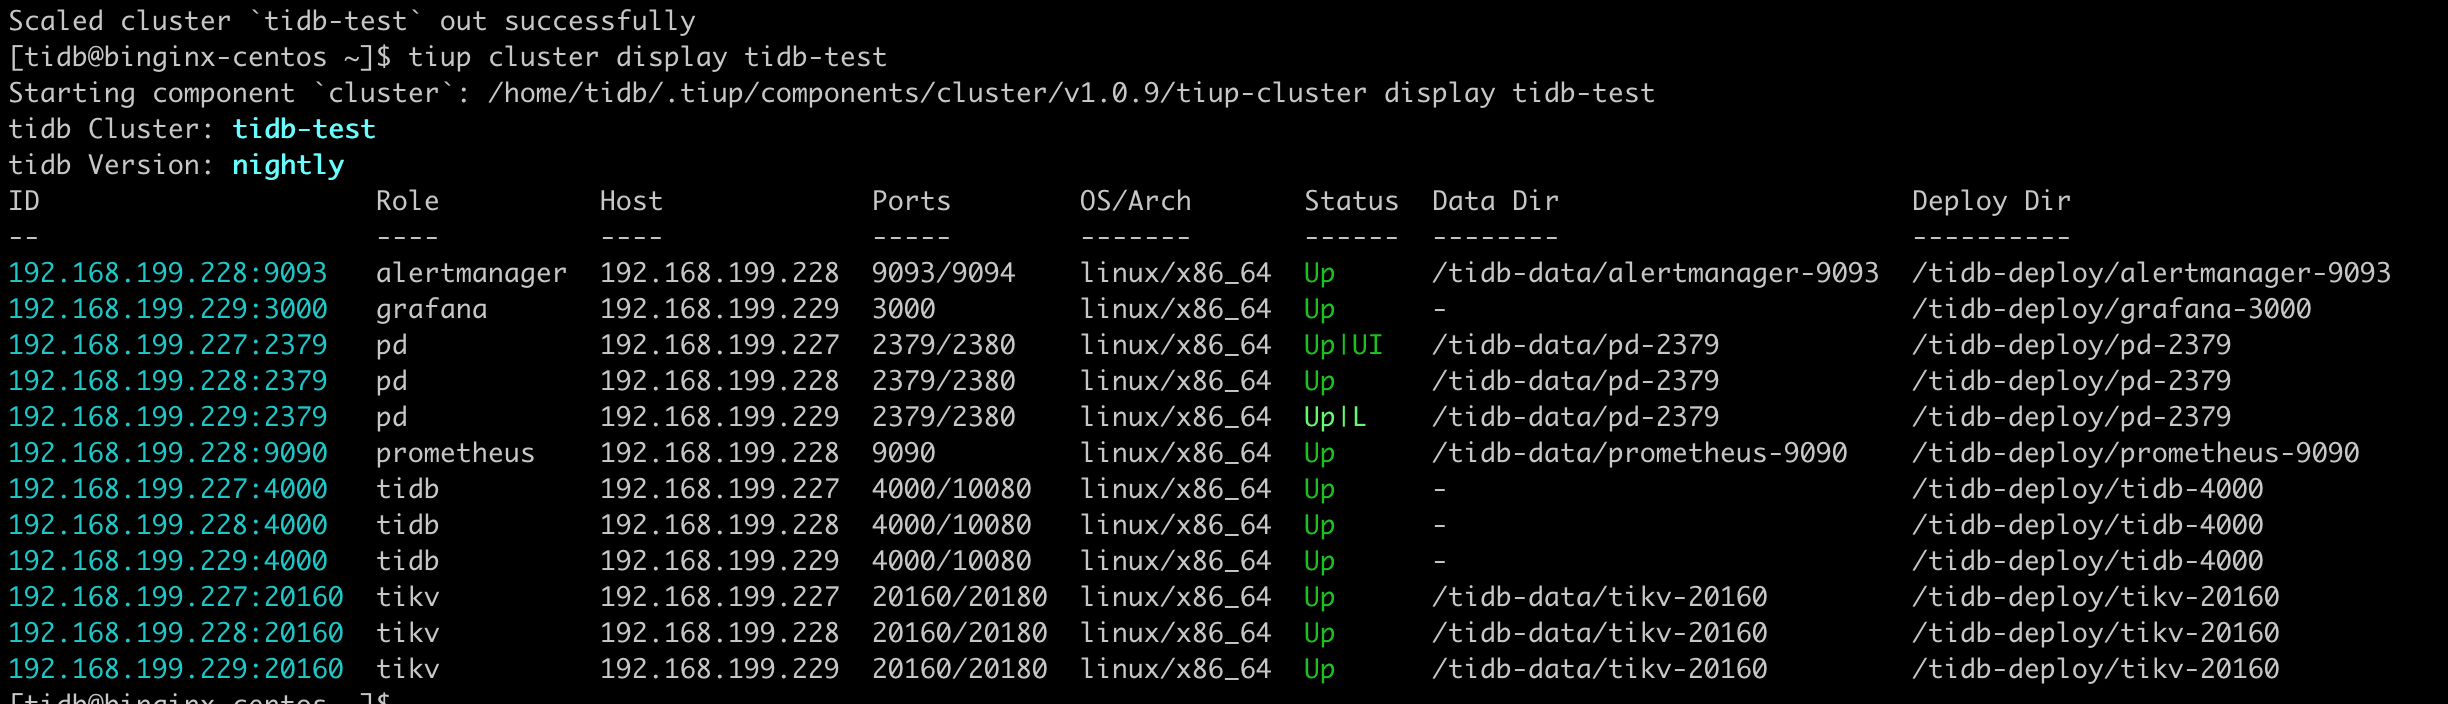 Scaled cluster `tidb-test` out successfully
[tidb@binginx-centos ~]$ tiup cluster display tidb-test
Starting component `cluster`: /home/tidb/.tiup/components/cluster/v1.0.9/tiup-cluster display tidb-test
tidb Cluster: tidb-test
tidb Version: nightly
ID                     Role          Host             Ports        OS/Arch       Status  Data Dir                      Deploy Dir
--                     ----          ----             -----        -------       ------  --------                      ----------
192.168.199.228:9093   alertmanager  192.168.199.228  9093/9094    linux/x86_64  Up      /tidb-data/alertmanager-9093  /tidb-deploy/alertmanager-9093
192.168.199.229:3000   grafana       192.168.199.229  3000         linux/x86_64  Up      -                             /tidb-deploy/grafana-3000
192.168.199.227:2379   pd            192.168.199.227  2379/2380    linux/x86_64  Up|UI   /tidb-data/pd-2379            /tidb-deploy/pd-2379
192.168.199.228:2379   pd            192.168.199.228  2379/2380    linux/x86_64  Up      /tidb-data/pd-2379            /tidb-deploy/pd-2379
192.168.199.229:2379   pd            192.168.199.229  2379/2380    linux/x86_64  Up|L    /tidb-data/pd-2379            /tidb-deploy/pd-2379
192.168.199.228:9090   prometheus    192.168.199.228  9090         linux/x86_64  Up      /tidb-data/prometheus-9090    /tidb-deploy/prometheus-9090
192.168.199.227:4000   tidb          192.168.199.227  4000/10080   linux/x86_64  Up      -                             /tidb-deploy/tidb-4000
192.168.199.228:4000   tidb          192.168.199.228  4000/10080   linux/x86_64  Up      -                             /tidb-deploy/tidb-4000
192.168.199.229:4000   tidb          192.168.199.229  4000/10080   linux/x86_64  Up      -                             /tidb-deploy/tidb-4000
192.168.199.227:20160  tikv          192.168.199.227  20160/20180  linux/x86_64  Up      /tidb-data/tikv-20160         /tidb-deploy/tikv-20160
192.168.199.228:20160  tikv          192.168.199.228  20160/20180  linux/x86_64  Up      /tidb-data/tikv-20160         /tidb-deploy/tikv-20160
192.168.199.229:20160  tikv          192.168.199.229  20160/20180  linux/x86_64  Up      /tidb-data/tikv-20160         /tidb-deploy/tikv-20160
[tidb@binginx-centos ~]$